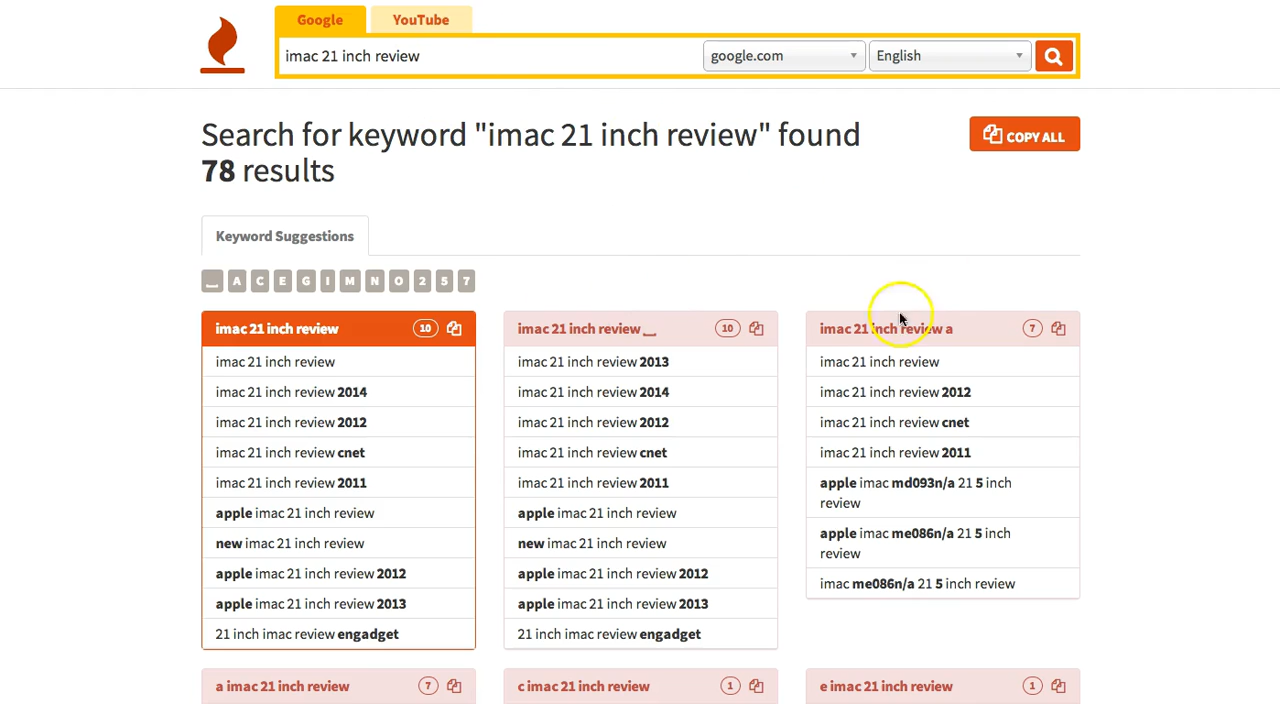 Google YouTube
imac 21 inch review google.com English
Search for keyword "imac 21 inch review" found
78 results
COPY ALL
Keyword Suggestions
_ A C E G I M N O 2 5 7
imac 21 inch review 10
imac 21 inch review
imac 21 inch review 2014
imac 21 inch review 2012
imac 21 inch review cnet
imac 21 inch review 2011
apple imac 21 inch review
new imac 21 inch review
apple imac 21 inch review 2012
apple imac 21 inch review 2013
21 inch imac review engadget
imac 21 inch review _ 10
imac 21 inch review 2013
imac 21 inch review 2014
imac 21 inch review 2012
imac 21 inch review cnet
imac 21 inch review 2011
apple imac 21 inch review
new imac 21 inch review
apple imac 21 inch review 2012
apple imac 21 inch review 2013
21 inch imac review engadget
imac 21 inch review a 7
imac 21 inch review
imac 21 inch review 2012
imac 21 inch review cnet
imac 21 inch review 2011
apple imac md093n/a 21 5 inch
review
apple imac me086n/a 21 5 inch
review
imac me086n/a 21 5 inch review
a imac 21 inch review 7
c imac 21 inch review 1
e imac 21 inch review 1